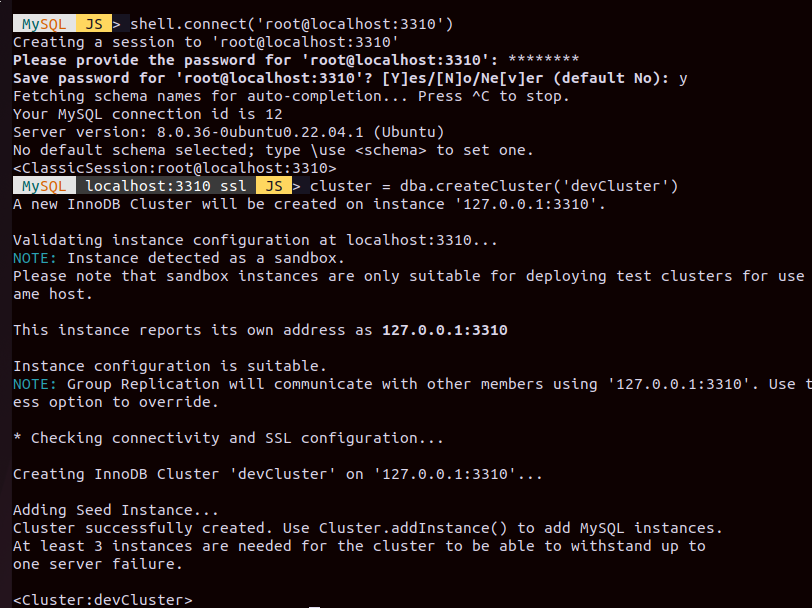 MySQL JS > shell.connect('root@localhost:3310')
Creating a session to 'root@localhost:3310'
Please provide the password for 'root@localhost:3310': ********
Save password for 'root@localhost:3310'? [Y]es/[N]o/Ne[v]er (default No): y
Fetching schema names for auto-completion... Press ^C to stop.
Your MySQL connection id is 12
Server version: 8.0.36-0ubuntu0.22.04.1 (Ubuntu)
No default schema selected; type \use <schema> to set one.
<ClassicSession:root@localhost:3310>
MySQL localhost:3310 ssl JS > cluster = dba.createCluster('devCluster')
A new InnoDB Cluster will be created on instance '127.0.0.1:3310'.

Validating instance configuration at localhost:3310...
NOTE: Instance detected as a sandbox.
Please note that sandbox instances are only suitable for deploying test clusters for use
ame host.

This instance reports its own address as 127.0.0.1:3310

Instance configuration is suitable.
NOTE: Group Replication will communicate with other members using '127.0.0.1:3310'. Use t
ess option to override.

* Checking connectivity and SSL configuration...

Creating InnoDB Cluster 'devCluster' on '127.0.0.1:3310'...

Adding Seed Instance...
Cluster successfully created. Use Cluster.addInstance() to add MySQL instances.
At least 3 instances are needed for the cluster to be able to withstand up to
one server failure.

<Cluster:devCluster>